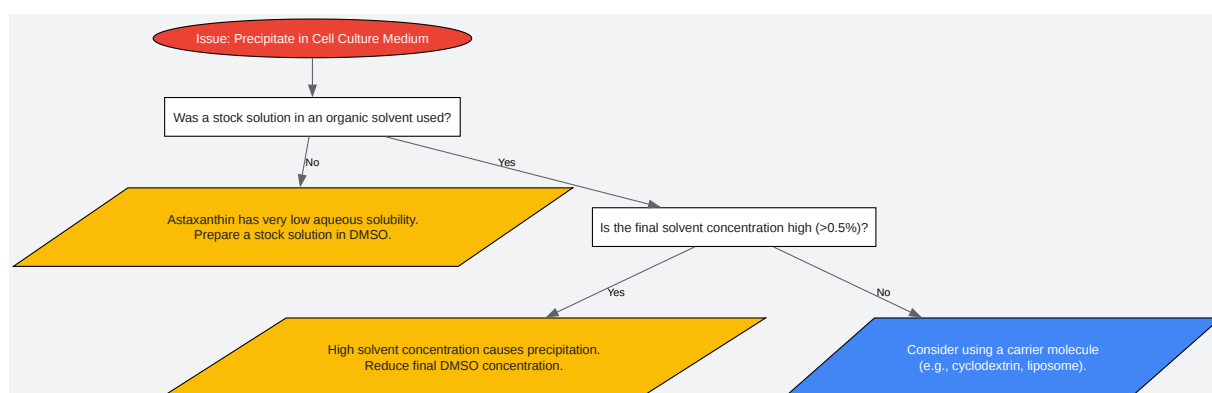 Issue: Precipitate in Cell Culture Medium
Was a stock solution in an organic solvent used?
No
Yes
Astaxanthin has very low aqueous solubility.
Prepare a stock solution in DMSO.
Is the final solvent concentration high (>0.5%)?
Yes
No
High solvent concentration causes precipitation.
Reduce final DMSO concentration.
Consider using a carrier molecule
(e.g., cyclodextrin, liposome).